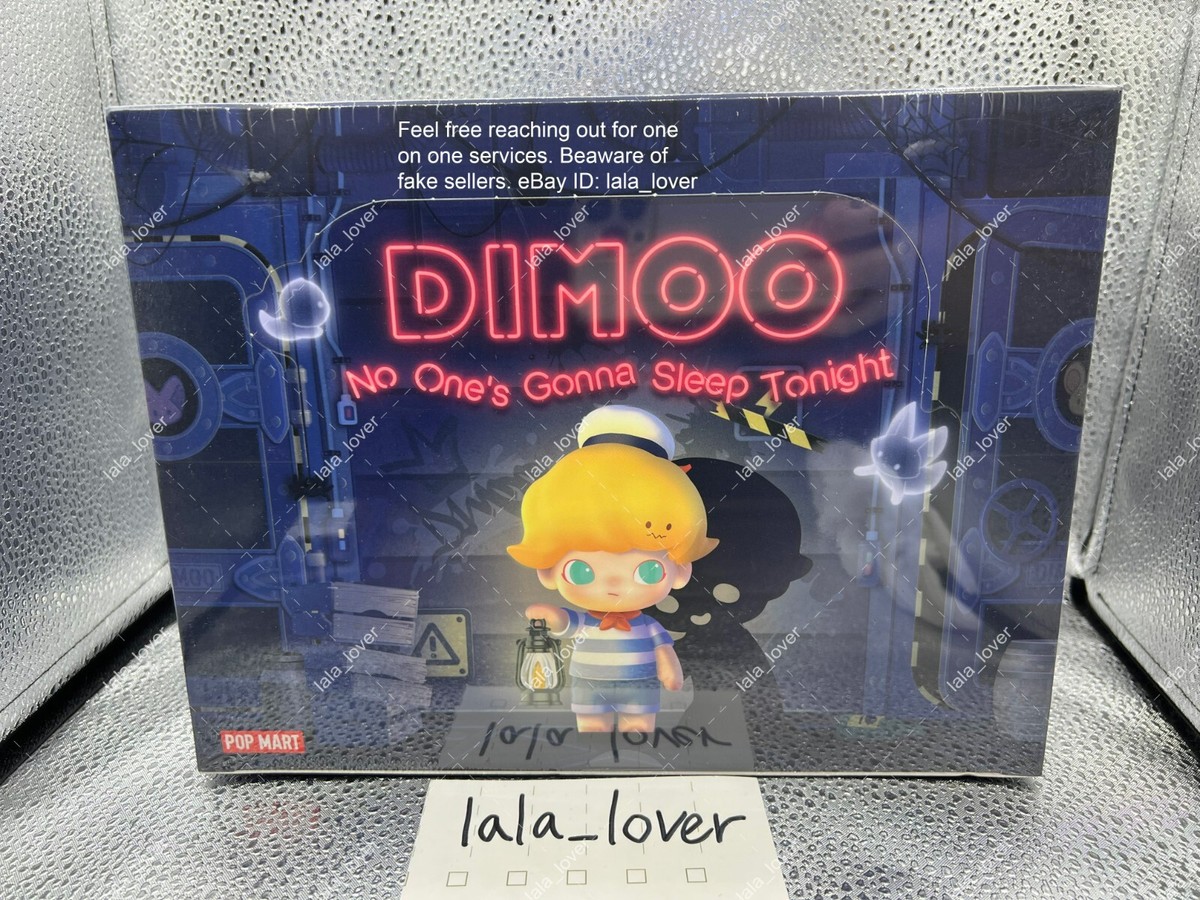 Feel free reaching out for one
on one services. Beaware of
fake sellers. eBay ID: lala_lover
DIMOO
No One's Gonna Sleep Tonight
POP MART
lala_lover